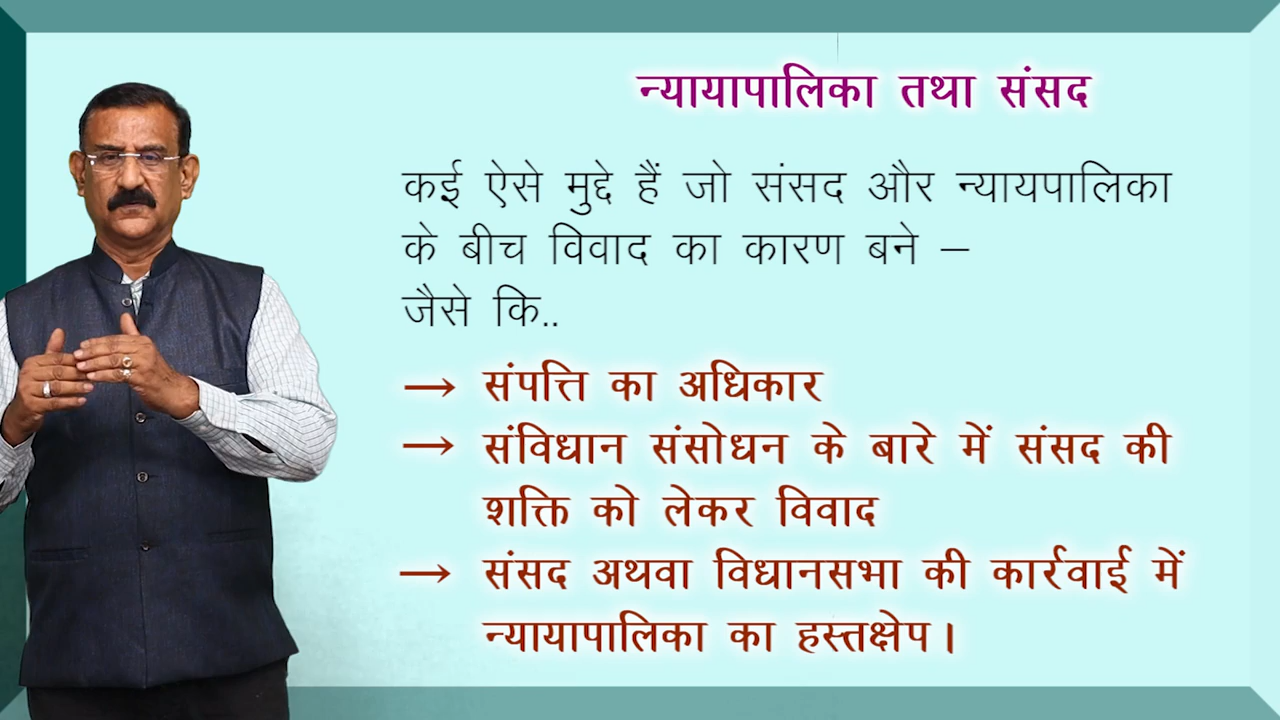 न्यायापालिका तथा संसद
कई ऐसे मुद्दे हैं जो संसद और न्यायपालिका
के बीच विवाद का कारण बने –
जैसे कि..
→ संपत्ति का अधिकार
→ संविधान संसोधन के बारे में संसद की
शक्ति को लेकर विवाद
→ संसद अथवा विधानसभा की कार्रवाई में
न्यायापालिका का हस्तक्षेप।